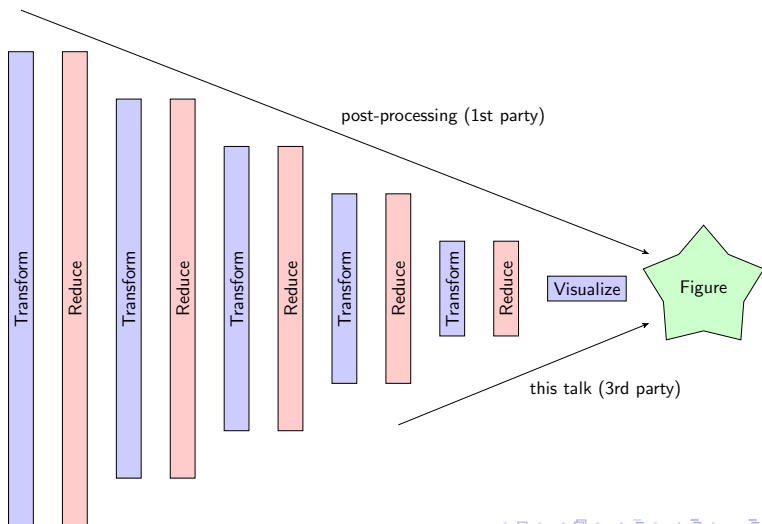 post-processing (1st party)
Transform
Reduce
Transform
Reduce
Transform
Reduce
Transform
Reduce
Transform
Reduce
Visualize
Figure
this talk (3rd party)